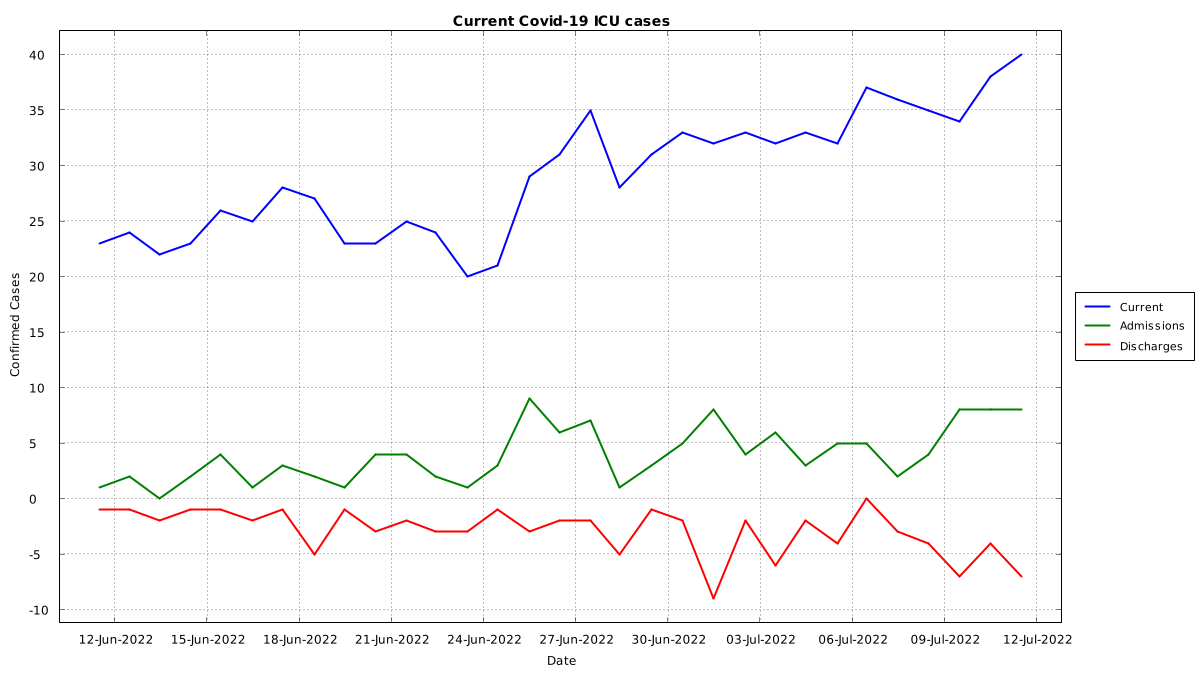 Current Covid-19 ICU cases
Confirmed Cases
40
35
30
25
20
15
10
5
0
-5
-10
12-Jun-2022 15-Jun-2022 18-Jun-2022 21-Jun-2022 24-Jun-2022 27-Jun-2022 30-Jun-2022 03-Jul-2022 06-Jul-2022 09-Jul-2022 12-Jul-2022
Date
Current
Admissions
Discharges